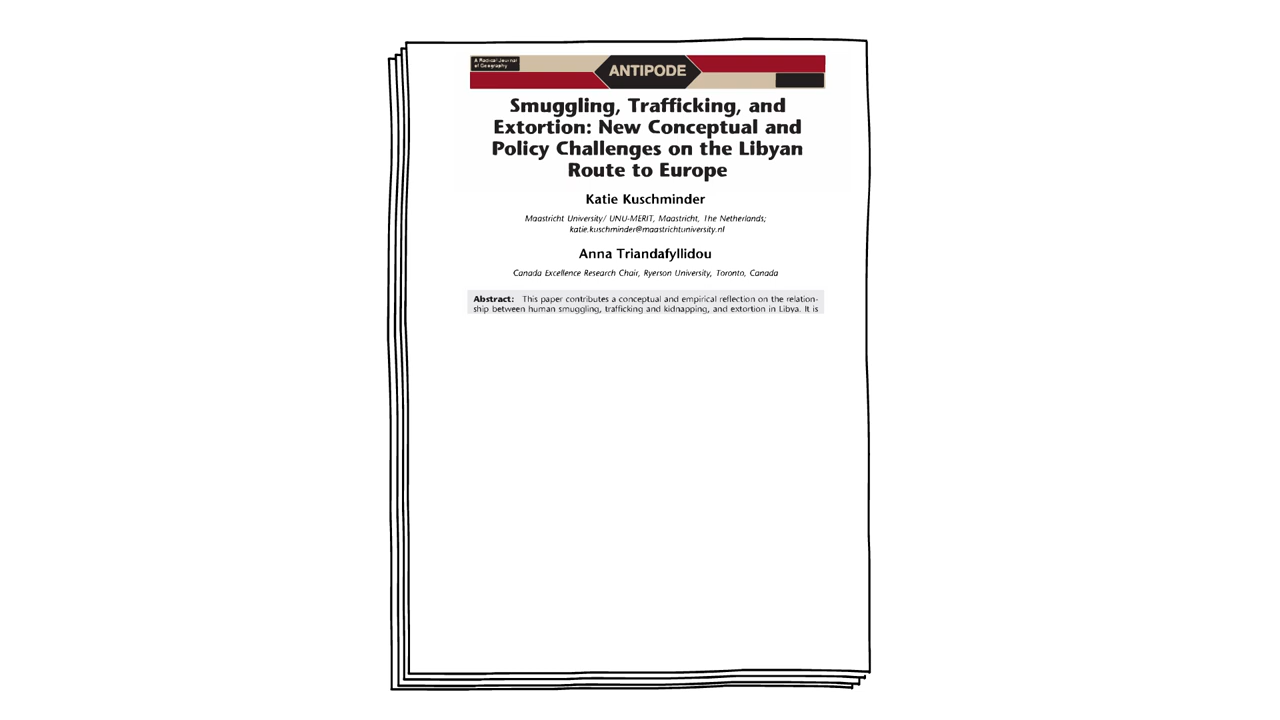 A Radical Journal
of Geography
ANTIPODE
Smuggling, Trafficking, and
Extortion: New Conceptual and
Policy Challenges on the Libyan
Route to Europe
Katie Kuschminder
Maastricht University/ UNU-MERIT, Maastricht, The Netherlands;
katie.kuschminder@maastrichtuniversity.nl
Anna Triandafyllidou
Canada Excellence Research Chair, Ryerson University, Toronto, Canada
Abstract: This paper contributes a conceptual and empirical reflection on the relation-
ship between human smuggling, trafficking and kidnapping, and extortion in Libya. It is